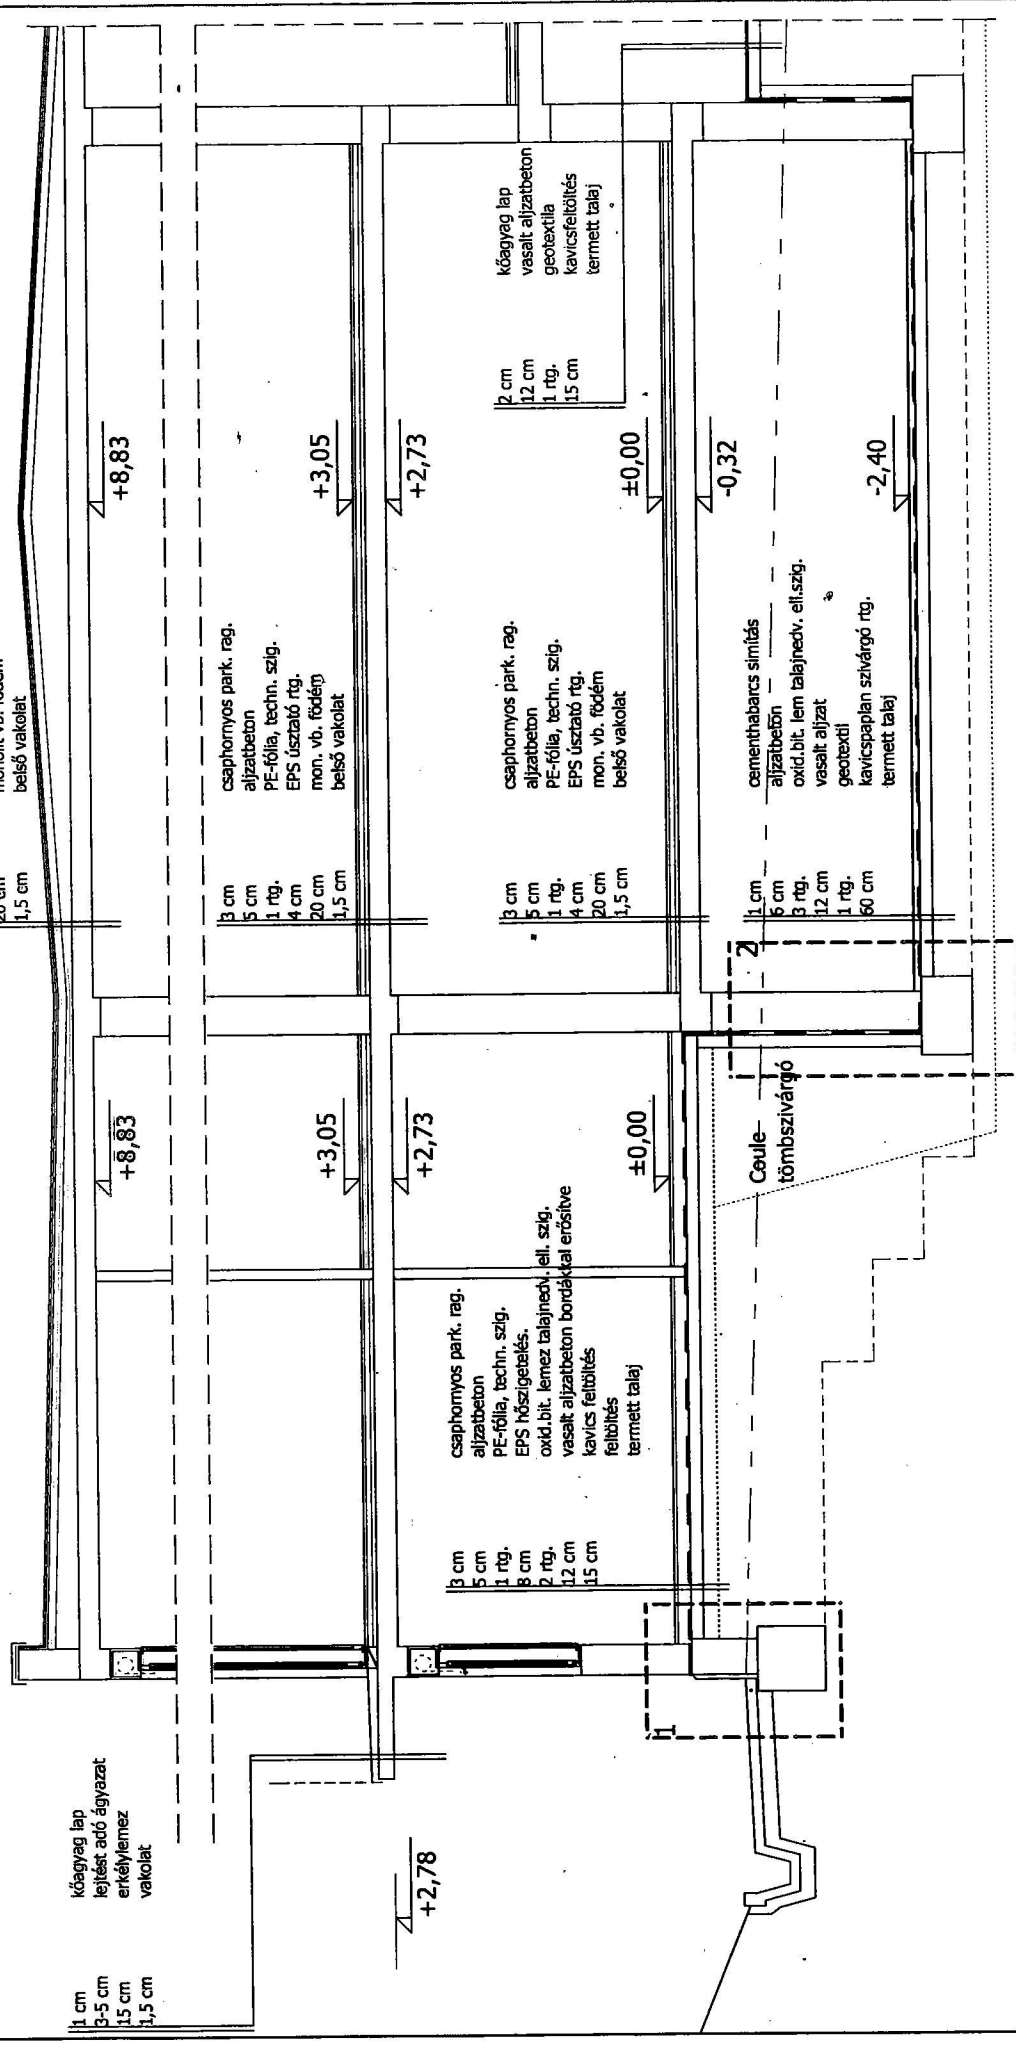 20 cm
1,5 cm belső vakolat
3 cm csaphornyos park. rag.
5 cm aljzatbeton
1 rtg. PE-fólia, techn. szig.
4 cm EPS úsztató rtg.
20 cm mon. vb. födém
1,5 cm belső vakolat
3 cm csaphornyos park. rag.
5 cm aljzatbeton
1 rtg. PE-fólia, techn. szig.
4 cm EPS úsztató rtg.
20 cm mon. vb. födém
1,5 cm belső vakolat
1 cm cementhabarcs simítás
6 cm aljzatbeton
3 rtg. oxid.bit. lem talajnedv. ell.szig.
12 cm vasalt aljzat
1 rtg. geotextil
60 cm kavicspaplan szivárgó rtg.
termett talaj
2 cm kőagyag lap
12 cm vasalt aljzatbeton
1 rtg. geotextila
15 cm kavicsfeltöltés
termett talaj
3 cm csaphornyos park. rag.
5 cm aljzatbeton
1 rtg. PE-fólia, techn. szig.
8 cm EPS hőszigetelés.
2 rtg. oxid.bit. lemez talajnedv. ell. szig.
12 cm vasalt aljzatbeton bordákkal erősítve
15 cm kavics feltöltés
feltöltés
termett talaj
1 cm kőagyag lap
3-5 cm lejtést adó ágyazat
15 cm erkélylemez
1,5 cm vakolat
+8,83
+3,05
+2,73
±0,00
-0,32
-2,40
+8,83
+3,05
+2,73
±0,00
+2,78
Coule
tömbszivárgó
1
2